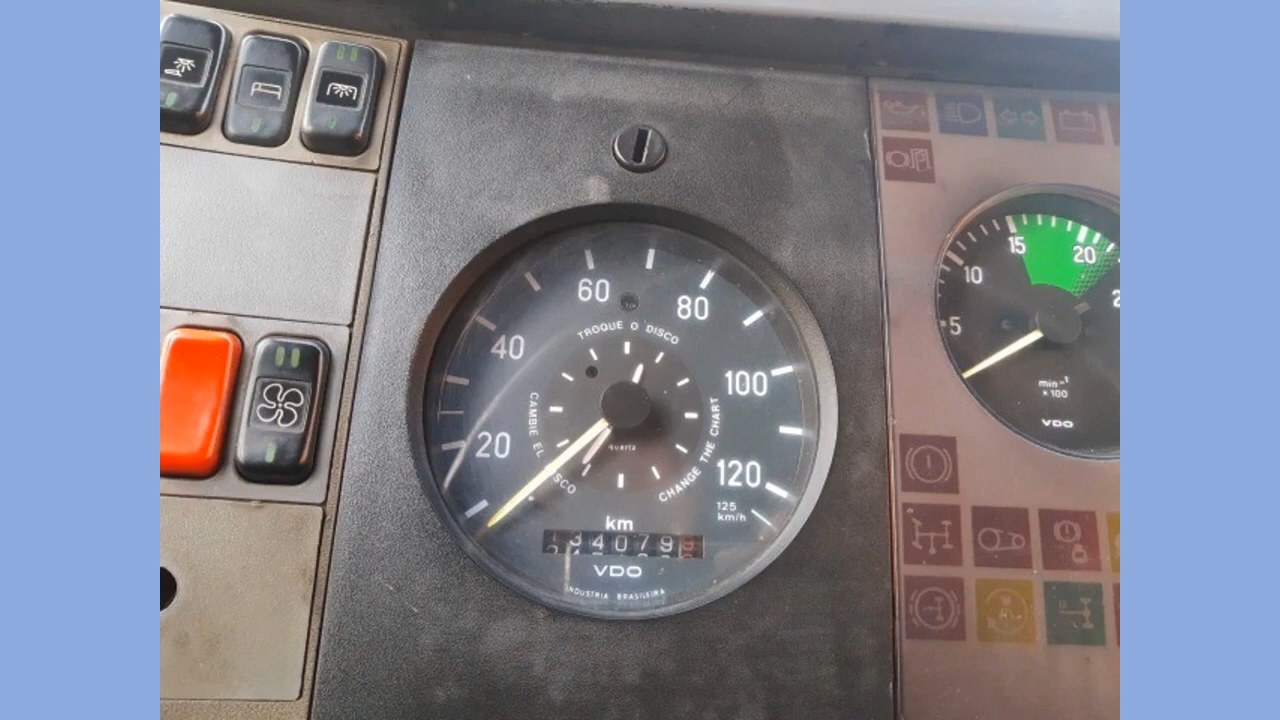 60
80
40
TROQUE O DISCO
100
CAMBIE EL DISCO
CHANGE THE CHART
20
quartz
120
125
km/h
km
34079
VDO
INDUSTRIA BRASILEIRA
15
20
10
5
min-1
×100
VDO